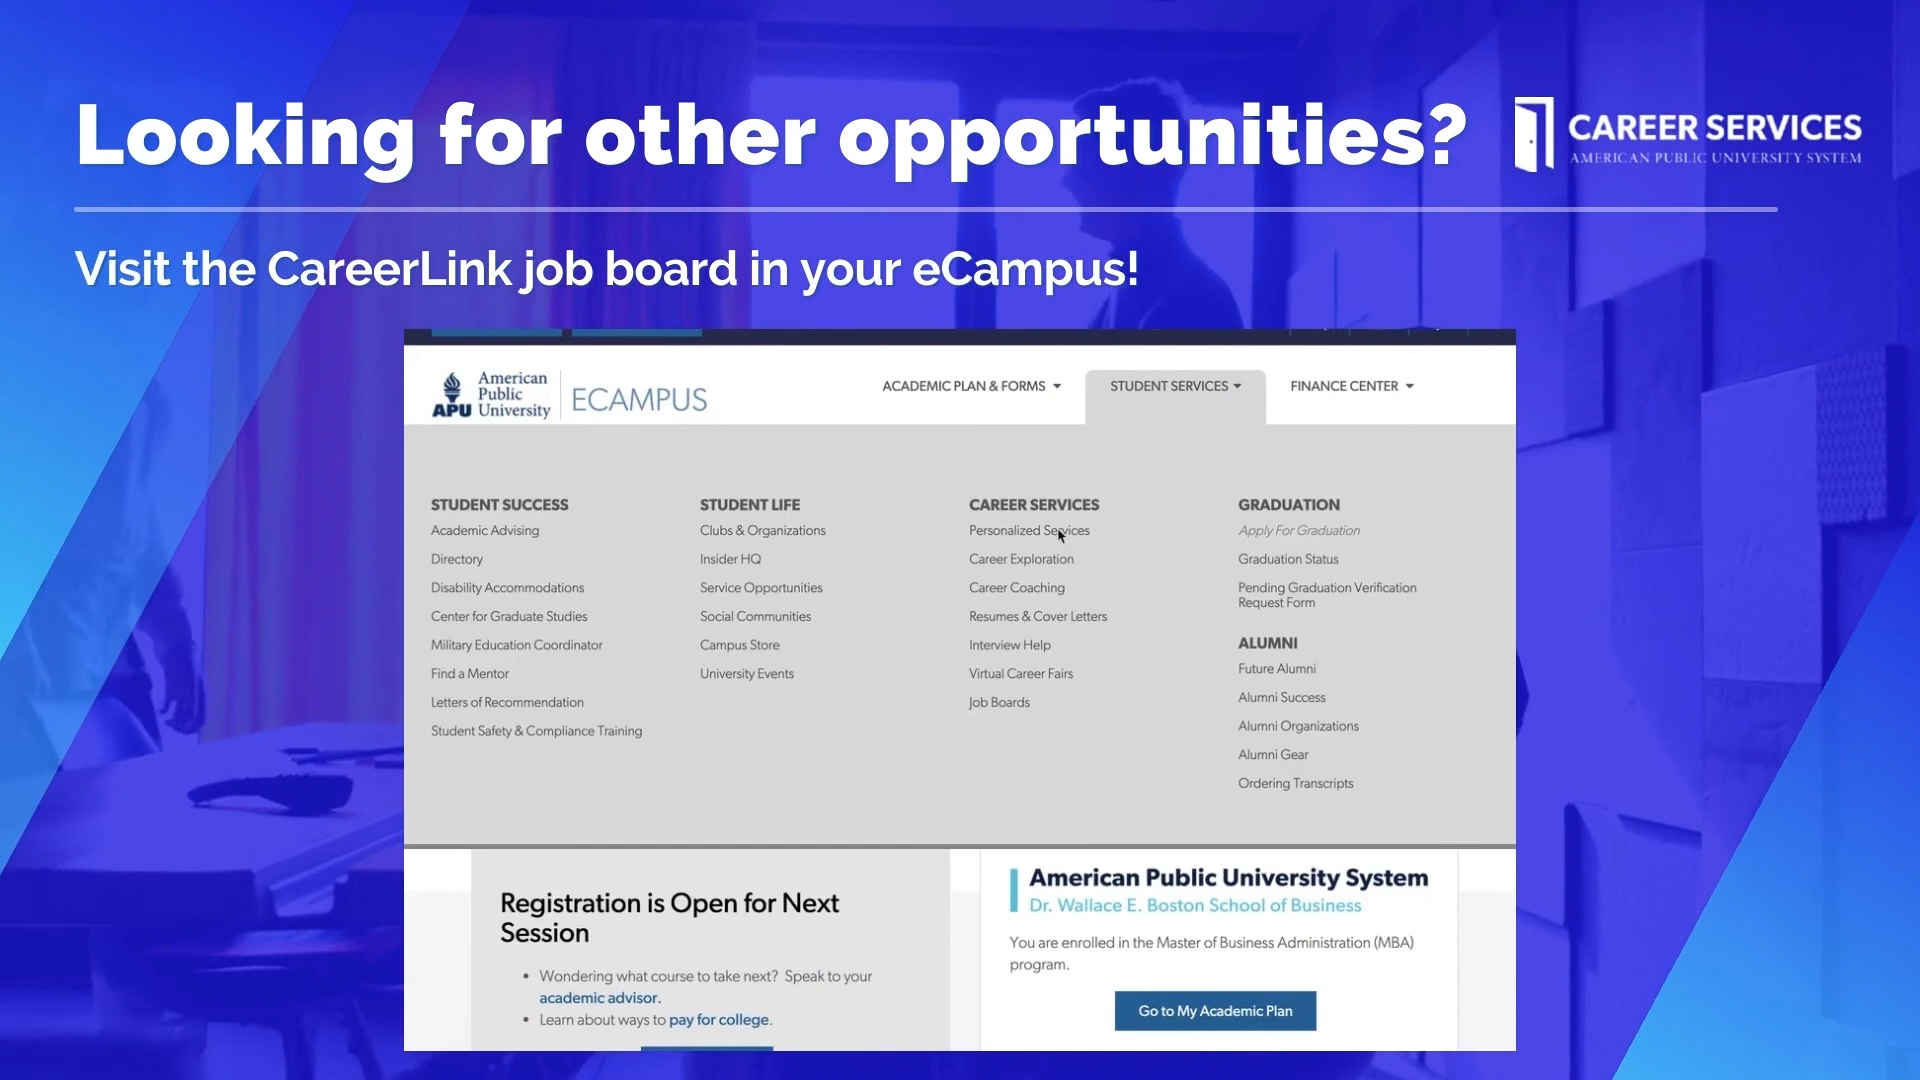 Looking for other opportunities?
CAREER SERVICES
AMERICAN PUBLIC UNIVERSITY SYSTEM
Visit the CareerLink job board in your eCampus!
American
Public
APU University
ECAMPUS
ACADEMIC PLAN & FORMS
STUDENT SERVICES
FINANCE CENTER
STUDENT SUCCESS
Academic Advising
Directory
Disability Accommodations
Center for Graduate Studies
Military Education Coordinator
Find a Mentor
Letters of Recommendation
Student Safety & Compliance Training
STUDENT LIFE
Clubs & Organizations
Insider HQ
Service Opportunities
Social Communities
Campus Store
University Events
CAREER SERVICES
Personalized Services
Career Exploration
Career Coaching
Resumes & Cover Letters
Interview Help
Virtual Career Fairs
Job Boards
GRADUATION
Apply For Graduation
Graduation Status
Pending Graduation Verification
Request Form
ALUMNI
Future Alumni
Alumni Success
Alumni Organizations
Alumni Gear
Ordering Transcripts
Registration is Open for Next
Session
• Wondering what course to take next? Speak to your
academic advisor.
• Learn about ways to pay for college.
American Public University System
Dr. Wallace E. Boston School of Business
You are enrolled in the Master of Business Administration (MBA)
program.
Go to My Academic Plan